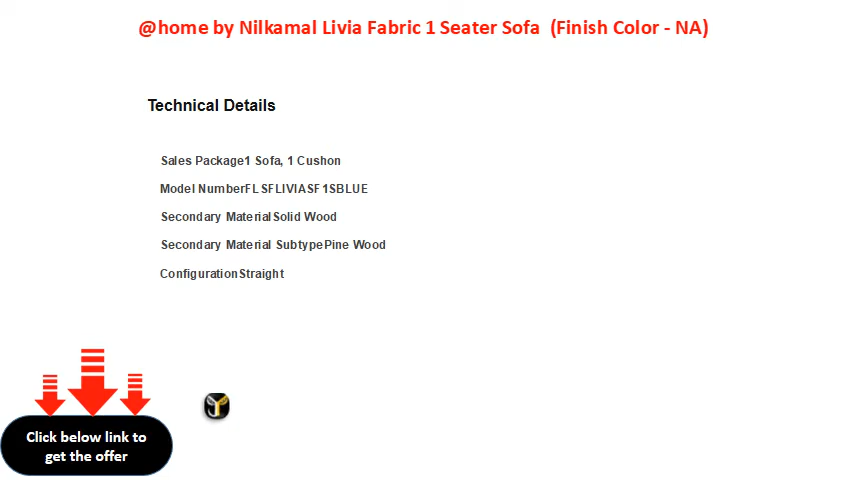 @home by Nilkamal Livia Fabric 1 Seater Sofa (Finish Color - NA)
Technical Details
Sales Package1 Sofa, 1 Cushon
Model NumberFLSFLIVIASF1SBLUE
Secondary MaterialSolid Wood
Secondary Material SubtypePine Wood
ConfigurationStraight
Click below link to
get the offer